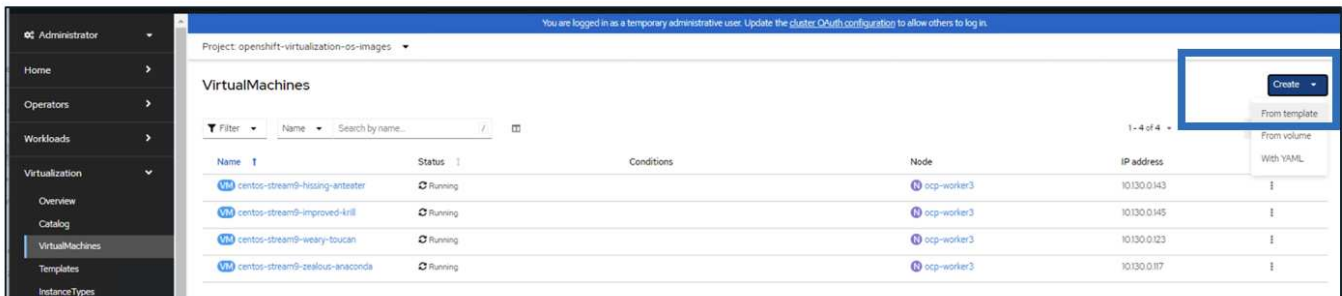 You are logged in as a temporary administrative user. Update the cluster OAuth configuration to allow others to log in.
Administrator
Home
Operators
Workloads
Virtualization
Overview
Catalog
VirtualMachines
Templates
InstanceTypes
Project: openshift-virtualization-os-images
VirtualMachines
Create
From template
From volume
With YAML
Filter Name Search by name... / 1 - 4 of 4
Name Status Conditions Node IP address
VM centos-stream9-hissing-anteater Running N ocp-worker3 10.130.0.143
VM centos-stream9-improved-krill Running N ocp-worker3 10.130.0.145
VM centos-stream9-weary-toucan Running N ocp-worker3 10.130.0.123
VM centos-stream9-zealous-anaconda Running N ocp-worker3 10.130.0.117